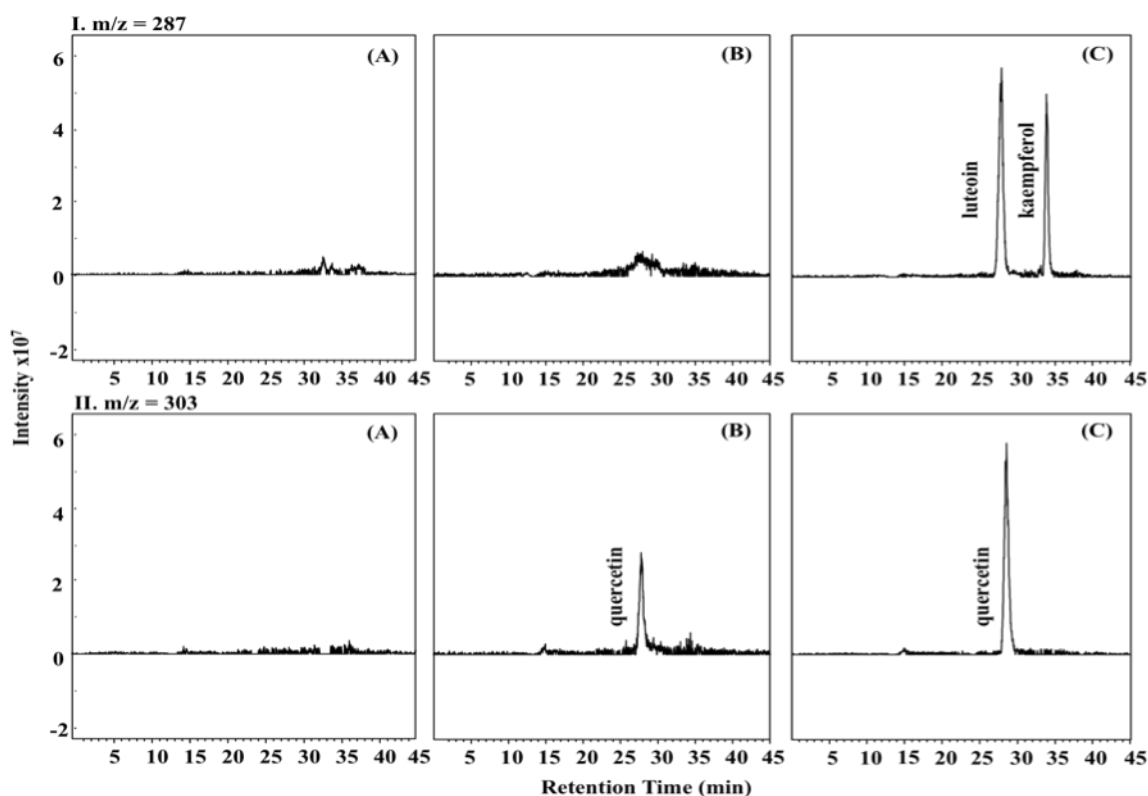 I. m/z = 287
(A) (B) (C)
6
4
2
0
-2
luteoin
kaempferol
5 10 15 20 25 30 35 40 45
5 10 15 20 25 30 35 40 45
5 10 15 20 25 30 35 40 45
II. m/z = 303
(A) (B) (C)
6
4
2
0
-2
quercetin
quercetin
5 10 15 20 25 30 35 40 45
5 10 15 20 25 30 35 40 45
5 10 15 20 25 30 35 40 45
Intensity x10⁷
Retention Time (min)